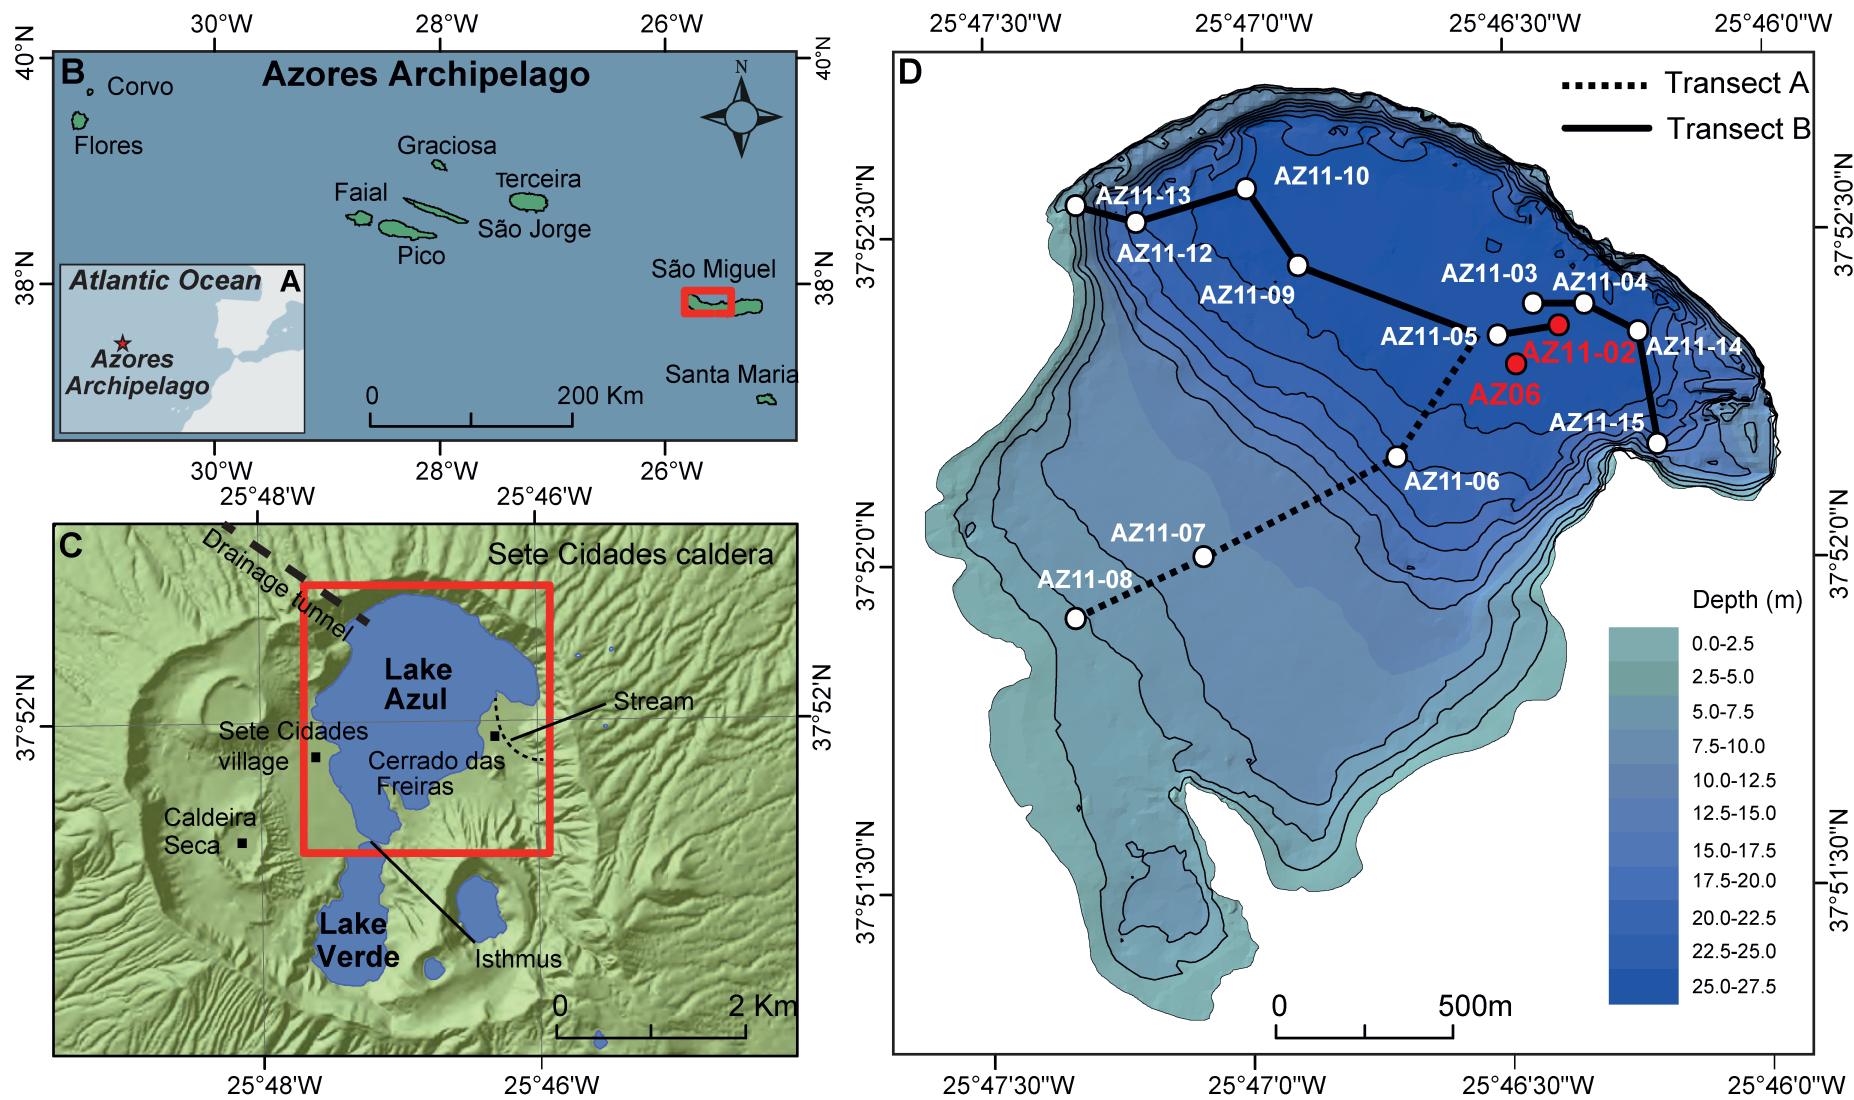 30°W
28°W
26°W
40°N
40°N
B
Azores Archipelago
N
Corvo
Flores
Graciosa
Faial
Terceira
São Jorge
Pico
38°N
38°N
São Miguel
Santa Maria
0
200 Km
Atlantic Ocean
A
Azores
Archipelago
30°W
28°W
26°W
25°48'W
25°46'W
C
Sete Cidades caldera
Drainage tunnel
Lake
Azul
Stream
Sete Cidades
village
Cerrado das
Freiras
Caldeira
Seca
Lake
Verde
Isthmus
0
2 Km
37°52'N
37°52'N
25°48'W
25°46'W
25°47'30"W
25°47'0"W
25°46'30"W
25°46'0"W
D
Transect A
Transect B
AZ11-10
AZ11-13
AZ11-12
AZ11-09
AZ11-03
AZ11-04
AZ11-05
AZ11-02
AZ11-14
AZ06
AZ11-15
AZ11-06
AZ11-07
AZ11-08
37°52'30"N
37°52'30"N
37°52'0"N
37°52'0"N
37°51'30"N
37°51'30"N
Depth (m)
0.0-2.5
2.5-5.0
5.0-7.5
7.5-10.0
10.0-12.5
12.5-15.0
15.0-17.5
17.5-20.0
20.0-22.5
22.5-25.0
25.0-27.5
0
500m
25°47'30"W
25°47'0"W
25°46'30"W
25°46'0"W